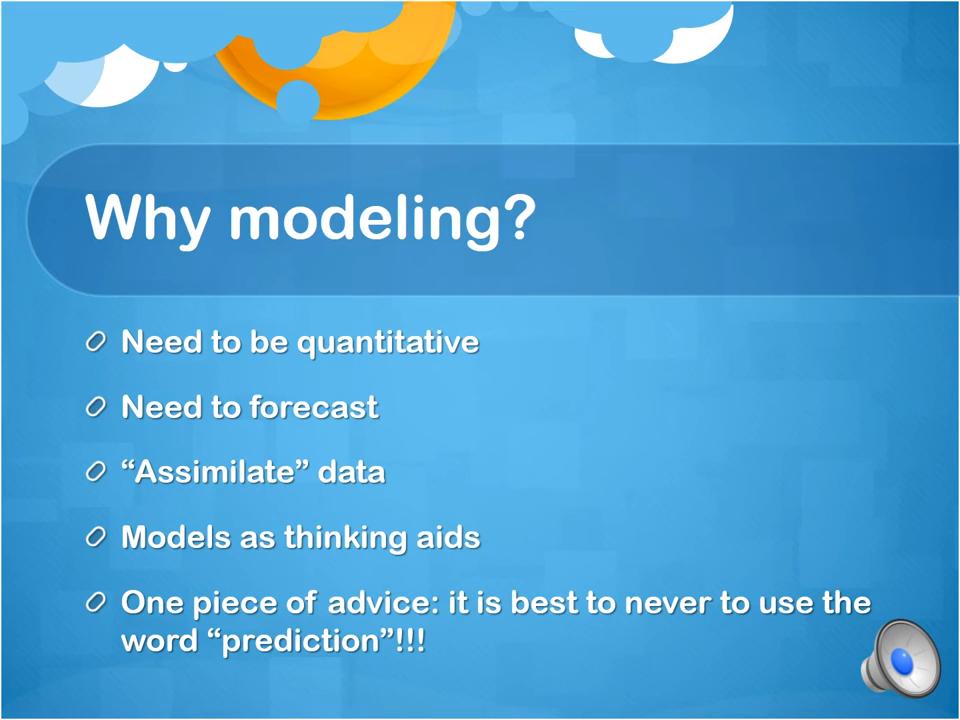 Why modeling?
Need to be quantitative
Need to forecast
“Assimilate” data
Models as thinking aids
One piece of advice: it is best to never to use the
word “prediction”!!!